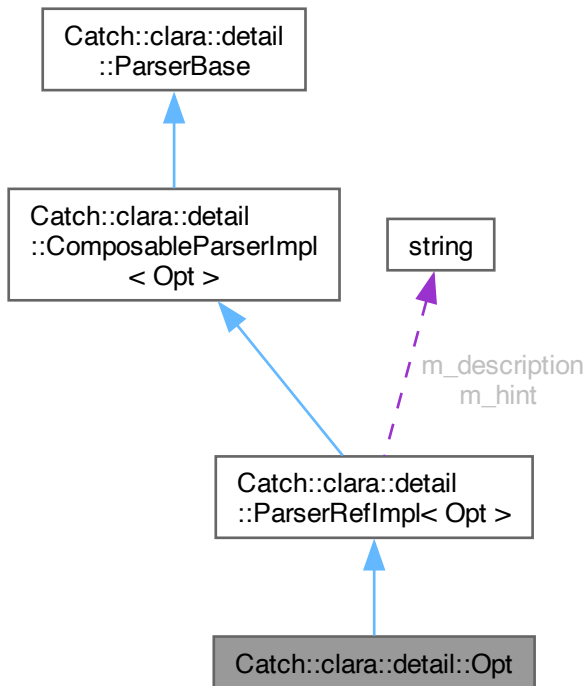 Catch::clara::detail
::ParserBase
Catch::clara::detail
::ComposableParserImpl
< Opt >
string
m_description
m_hint
Catch::clara::detail
::ParserRefImpl< Opt >
Catch::clara::detail::Opt